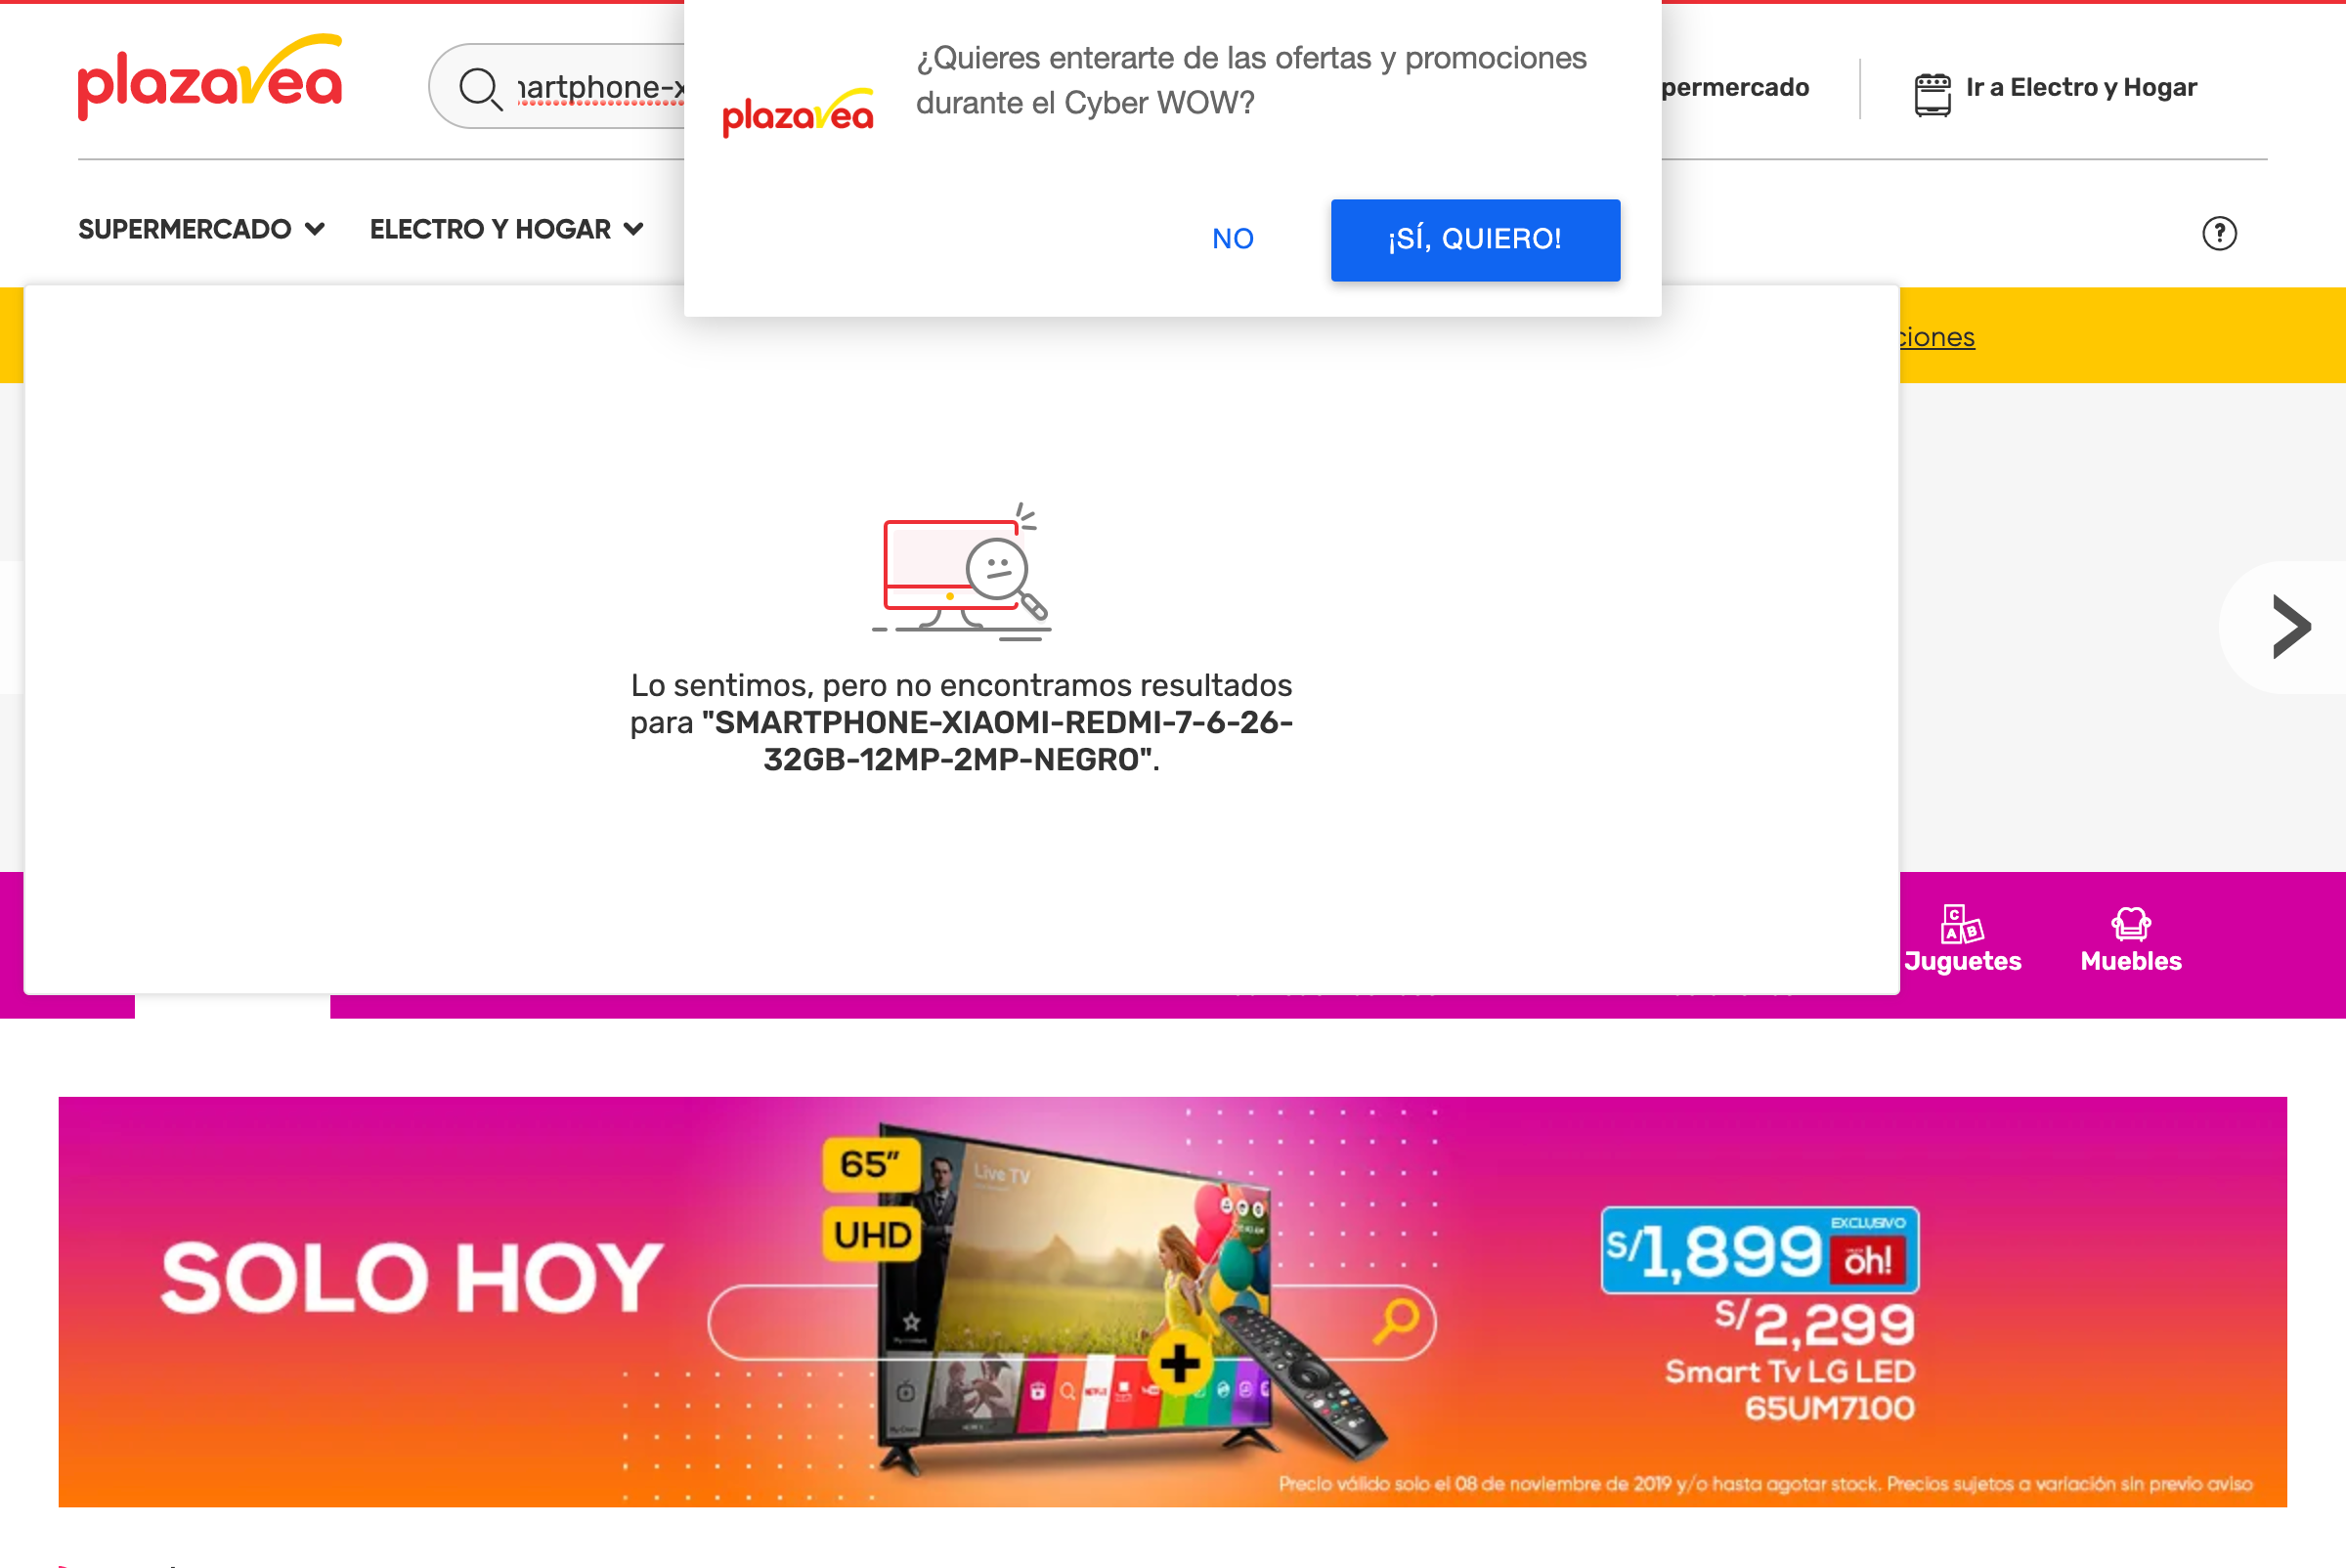 plazavea
martphone-x
plazavea
¿Quieres enterarte de las ofertas y promociones
durante el Cyber WOW?
permercado
Ir a Electro y Hogar
SUPERMERCADO
ELECTRO Y HOGAR
NO
¡SÍ, QUIERO!
?
ciones
Lo sentimos, pero no encontramos resultados
para "SMARTPHONE-XIAOMI-REDMI-7-6-26-
32GB-12MP-2MP-NEGRO".
C
A B
Juguetes
Muebles
65”
UHD
Live TV
SOLO HOY
S/1,899
EXCLUSIVO
oh!
S/2,299
Smart Tv LG LED
65UM7100
NETFLIX
Precio válido solo el 08 de noviembre de 2019 y/o hasta agotar stock. Precios sujetos a variación sin previo aviso